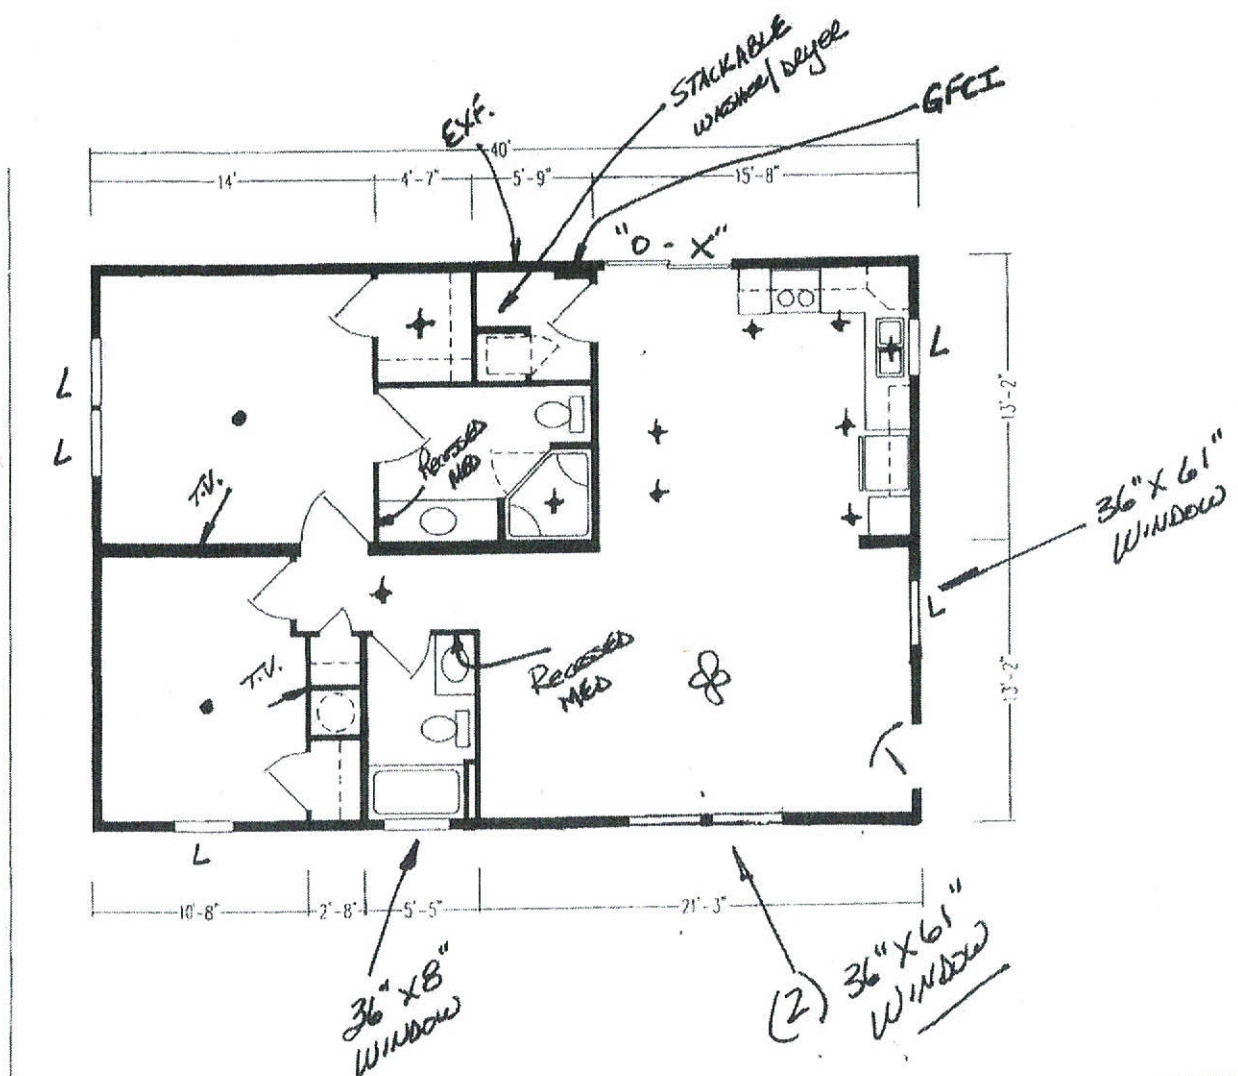 STACKABLE
WASHER/DRYER
GFCI
EXF.
40'
14'
4'-7"
5'-9"
15'-8"
"O - X"
L
L
L
13'-2"
RECESSED
MED
T.V.
36" X 61"
WINDOW
L
T.V.
RECESSED
MED
13'-2"
L
10'-8"
2'-8"
5'-5"
21'-3"
36" X 8"
WINDOW
(2) 36" X 61"
WINDOW